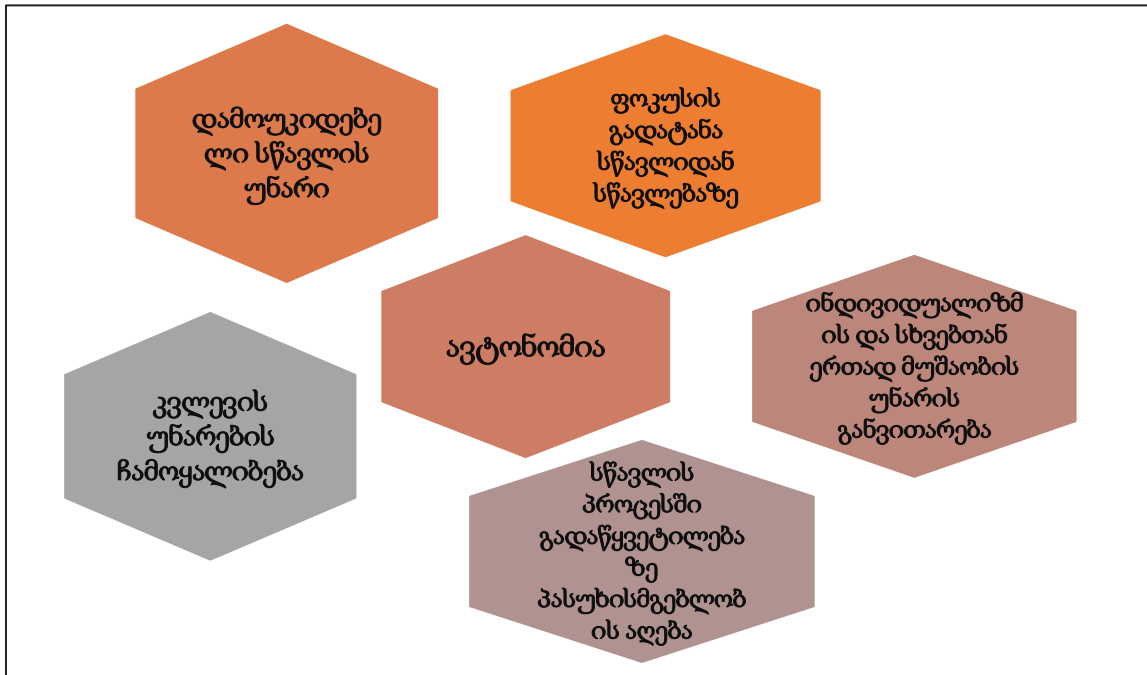 დამოუკიდებე
ლი სწავლის
უნარი
ფოკუსის
გადატანა
სწავლიდან
სწავლებაზე
ავტონომია
ინდივიდუალიზმ
ის და სხვებთან
ერთად მუშაობის
უნარის
განვითარება
კვლევის
უნარების
ჩამოყალიბება
სწავლის
პროცესში
გადაწყვეტილება
ზე
პასუხისმგებლობ
ის აღება